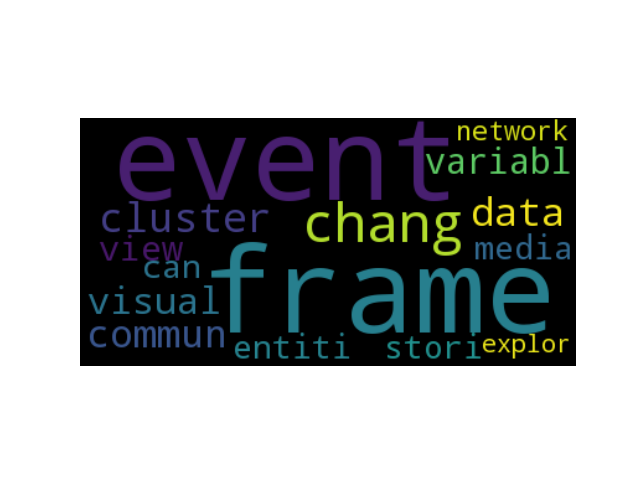 event
network
variabl
cluster
chang
data
view
media
can
frame
visual
commun
entiti
stori
explor